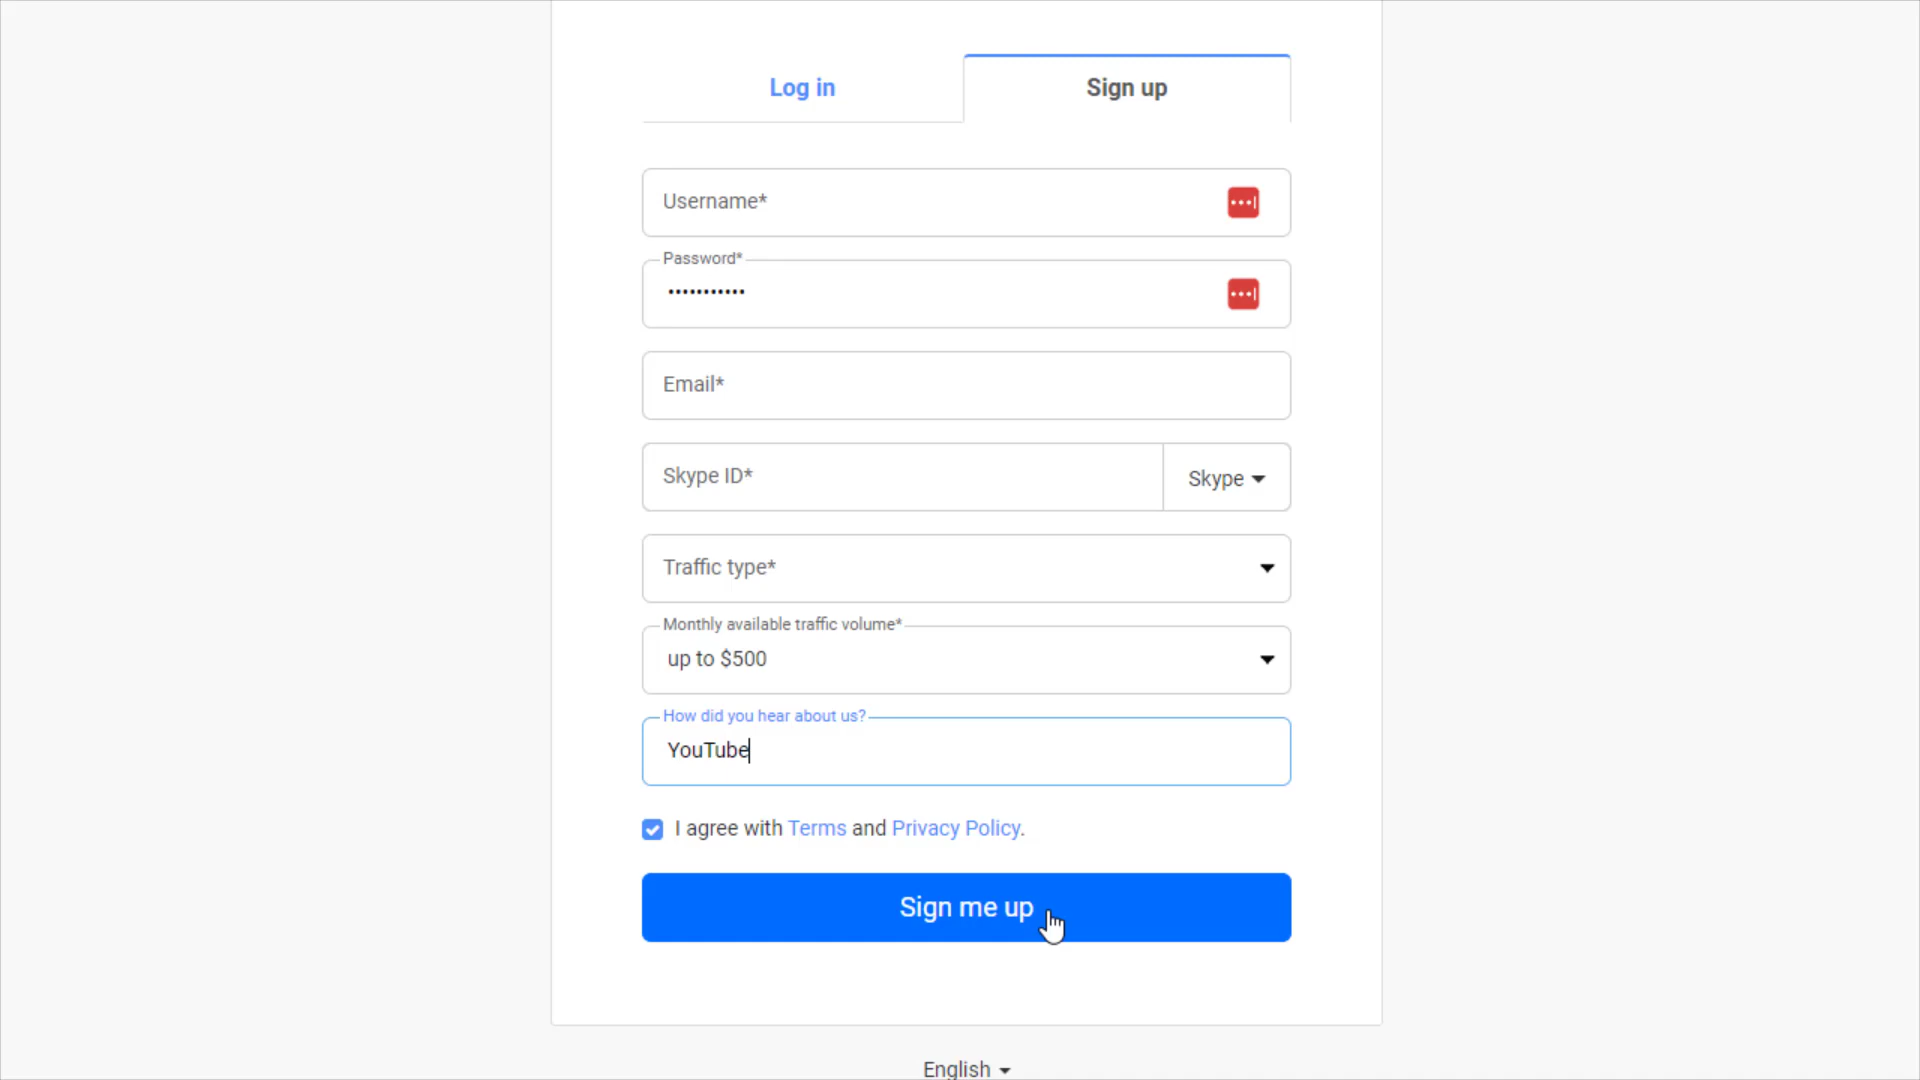 Log in
Sign up
Username*
Password*
•••••••••••
Email*
Skype ID*
Skype
Traffic type*
Monthly available traffic volume*
up to $500
How did you hear about us?
YouTube
I agree with Terms and Privacy Policy.
Sign me up
English